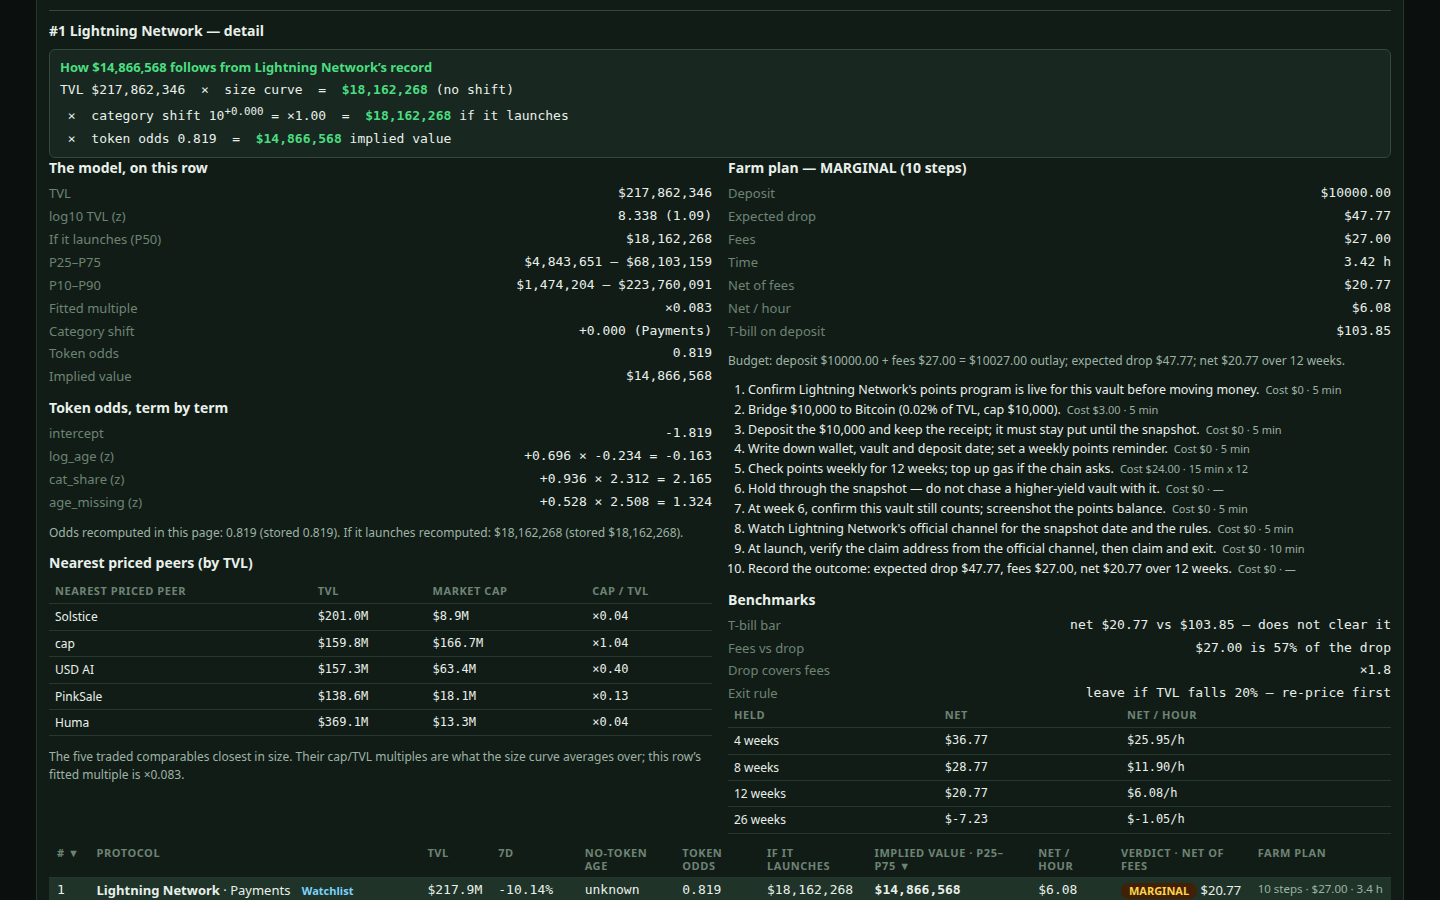 #1 Lightning Network — detail
How $14,866,568 follows from Lightning Network's record
TVL $217,862,346 × size curve = $18,162,268 (no shift)
× category shift 10+0.000 = ×1.00 = $18,162,268 if it launches
× token odds 0.819 = $14,866,568 implied value
The model, on this row
TVL $217,862,346
log10 TVL (z) 8.338 (1.09)
If it launches (P50) $18,162,268
P25–P75 $4,843,651 – $68,103,159
P10–P90 $1,474,204 – $223,760,091
Fitted multiple ×0.083
Category shift +0.000 (Payments)
Token odds 0.819
Implied value $14,866,568
Token odds, term by term
intercept -1.819
log_age (z) +0.696 × -0.234 = -0.163
cat_share (z) +0.936 × 2.312 = 2.165
age_missing (z) +0.528 × 2.508 = 1.324
Odds recomputed in this page: 0.819 (stored 0.819). If it launches recomputed: $18,162,268 (stored $18,162,268).
Nearest priced peers (by TVL)
NEAREST PRICED PEER TVL MARKET CAP CAP / TVL
Solstice $201.0M $8.9M ×0.04
cap $159.8M $166.7M ×1.04
USD AI $157.3M $63.4M ×0.40
PinkSale $138.6M $18.1M ×0.13
Huma $369.1M $13.3M ×0.04
The five traded comparables closest in size. Their cap/TVL multiples are what the size curve averages over; this row's
fitted multiple is ×0.083.
Farm plan — MARGINAL (10 steps)
Deposit $10000.00
Expected drop $47.77
Fees $27.00
Time 3.42 h
Net of fees $20.77
Net / hour $6.08
T-bill on deposit $103.85
Budget: deposit $10000.00 + fees $27.00 = $10027.00 outlay; expected drop $47.77; net $20.77 over 12 weeks.
1. Confirm Lightning Network's points program is live for this vault before moving money. Cost $0 · 5 min
2. Bridge $10,000 to Bitcoin (0.02% of TVL, cap $10,000). Cost $3.00 · 5 min
3. Deposit the $10,000 and keep the receipt; it must stay put until the snapshot. Cost $0 · 5 min
4. Write down wallet, vault and deposit date; set a weekly points reminder. Cost $0 · 5 min
5. Check points weekly for 12 weeks; top up gas if the chain asks. Cost $24.00 · 15 min x 12
6. Hold through the snapshot — do not chase a higher-yield vault with it. Cost $0 · —
7. At week 6, confirm this vault still counts; screenshot the points balance. Cost $0 · 5 min
8. Watch Lightning Network's official channel for the snapshot date and the rules. Cost $0 · 5 min
9. At launch, verify the claim address from the official channel, then claim and exit. Cost $0 · 10 min
10. Record the outcome: expected drop $47.77, fees $27.00, net $20.77 over 12 weeks. Cost $0 · —
Benchmarks
T-bill bar net $20.77 vs $103.85 — does not clear it
Fees vs drop $27.00 is 57% of the drop
Drop covers fees ×1.8
Exit rule leave if TVL falls 20% — re-price first
HELD NET NET / HOUR
4 weeks $36.77 $25.95/h
8 weeks $28.77 $11.90/h
12 weeks $20.77 $6.08/h
26 weeks $-7.23 $-1.05/h
# ▼ PROTOCOL TVL 7D NO-TOKEN AGE TOKEN ODDS IF IT LAUNCHES IMPLIED VALUE · P25–P75 ▼ NET / HOUR VERDICT · NET OF FEES FARM PLAN
1 Lightning Network · Payments Watchlist $217.9M -10.14% unknown 0.819 $18,162,268 $14,866,568 $6.08 MARGINAL $20.77 10 steps · $27.00 · 3.4 h